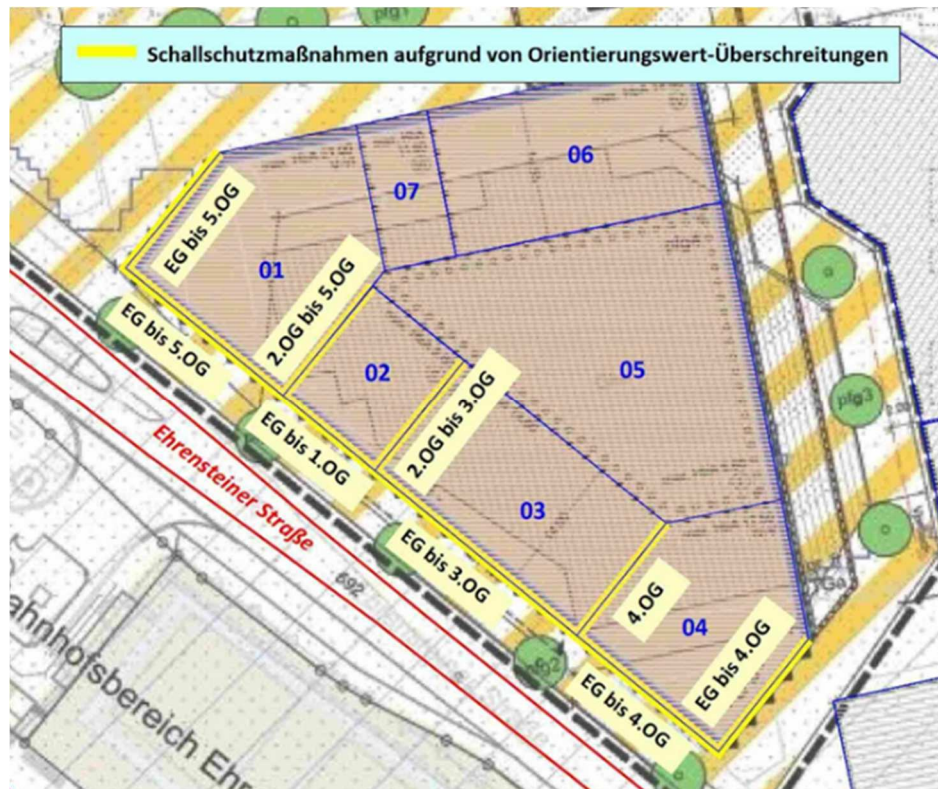 pfg1
Schallschutzmaßnahmen aufgrund von Orientierungswert-Überschreitungen
06
07
EG bis 5.OG
01
2.OG bis 5.OG
EG bis 5.OG
02
05
2.OG bis 3.OG
pfg3
EG bis 1.OG
Ehrensteiner Straße
03
EG bis 3.OG
692
4.OG
04
EG bis 4.OG
EG bis 4.OG
ahnhofsbereich Ehr